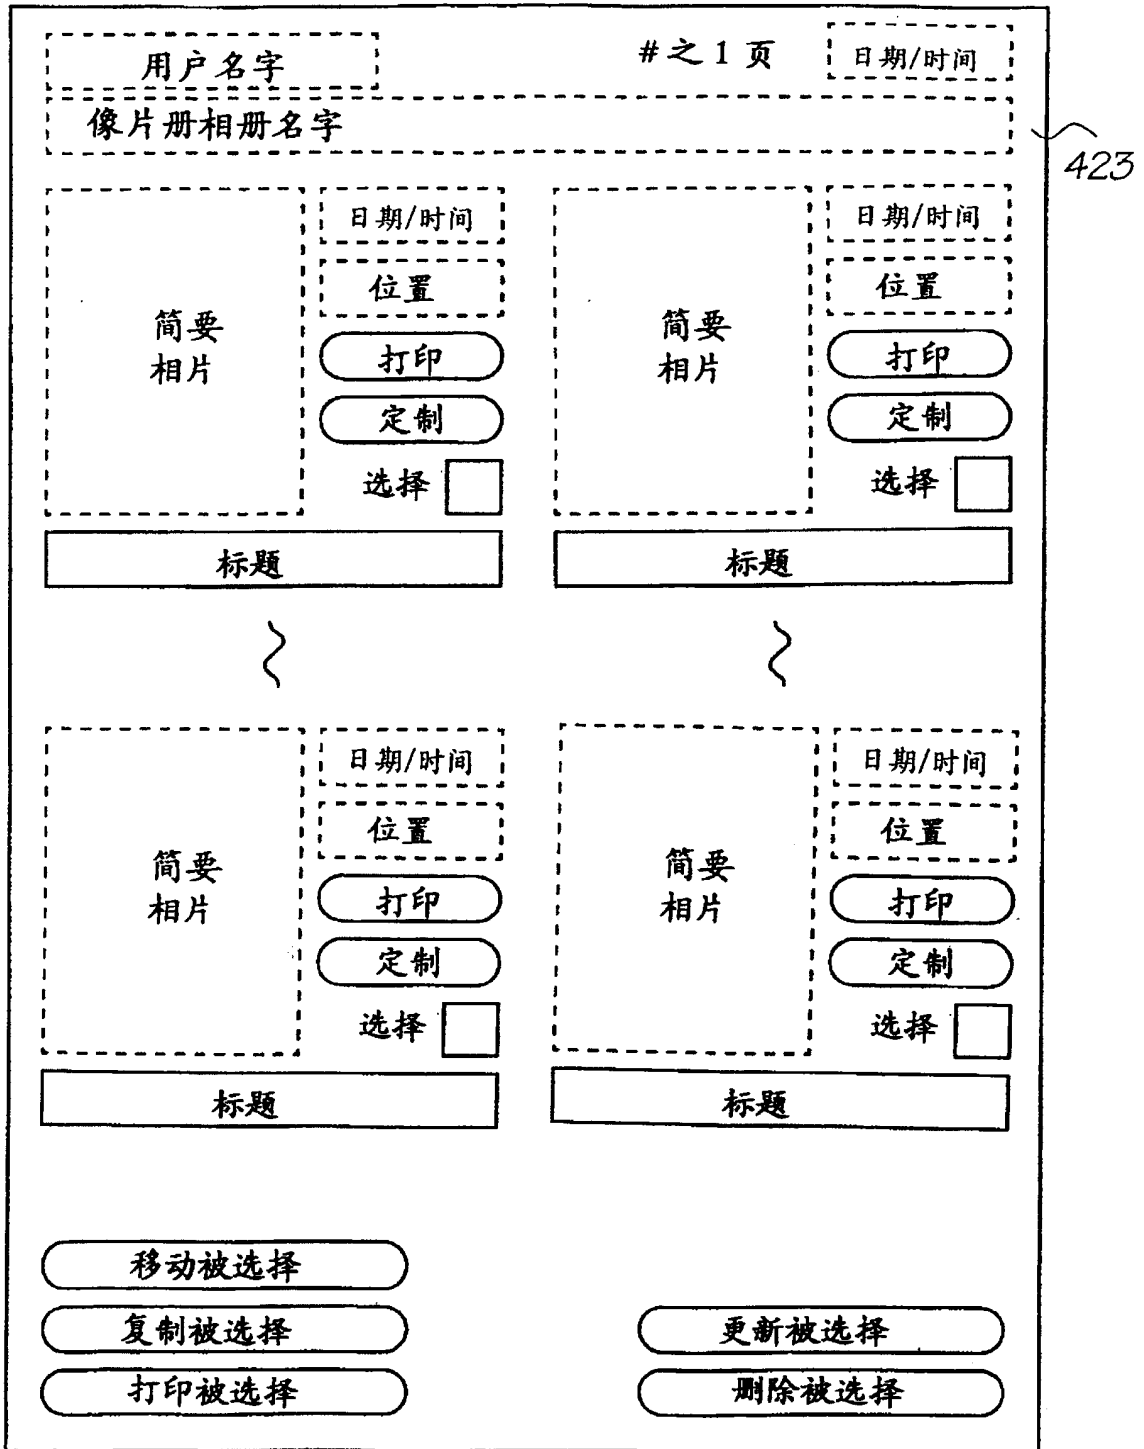 用户名字
#之1页
日期/时间
像片册相册名字
423
简要
相片
日期/时间
位置
打印
定制
选择
标题
简要
相片
日期/时间
位置
打印
定制
选择
标题
简要
相片
日期/时间
位置
打印
定制
选择
标题
简要
相片
日期/时间
位置
打印
定制
选择
标题
移动被选择
复制被选择
打印被选择
更新被选择
删除被选择